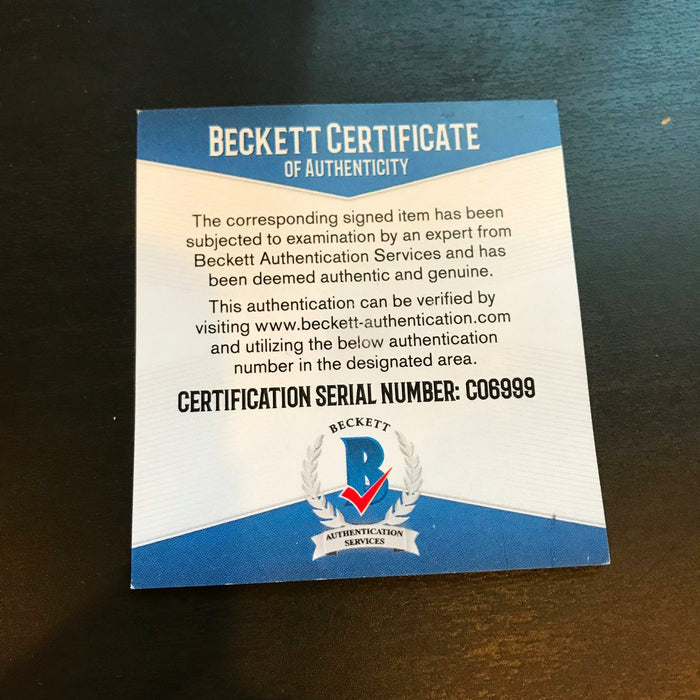 BECKETT CERTIFICATE
OF AUTHENTICITY
The corresponding signed item has been
subjected to examination by an expert from
Beckett Authentication Services and has
been deemed authentic and genuine.
This authentication can be verified by
visiting www.beckett-authentication.com
and utilizing the below authentication
number in the designated area.
CERTIFICATION SERIAL NUMBER: C06999
BECKETT
B
AUTHENTICATION
SERVICES